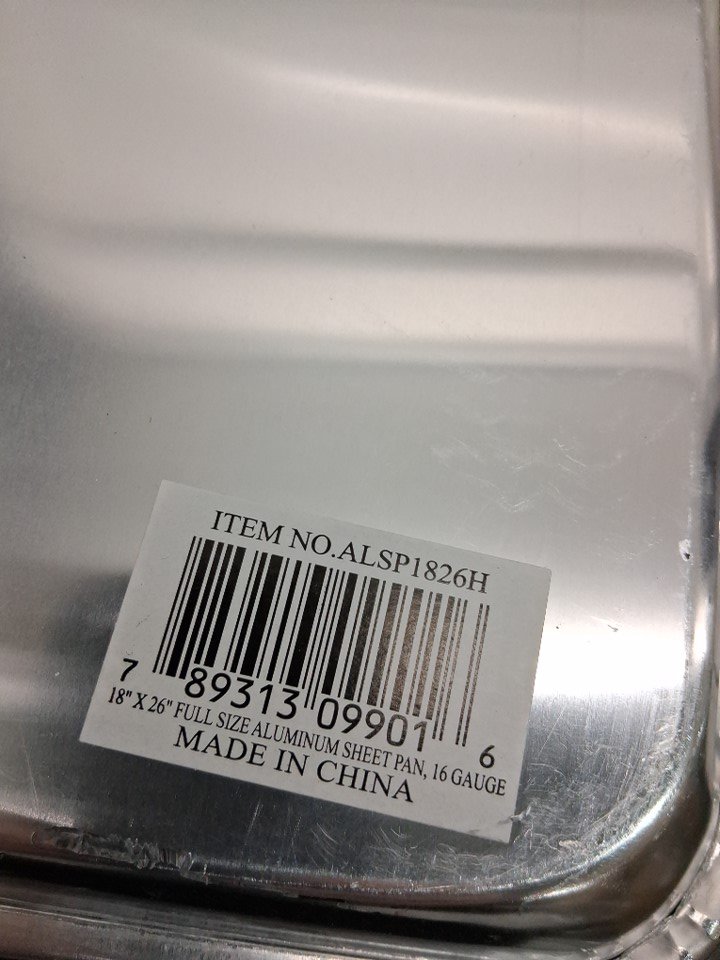 ITEM NO.ALSP1826H
7 89313 09901 6
18" X 26" FULL SIZE ALUMINUM SHEET PAN, 16 GAUGE
MADE IN CHINA